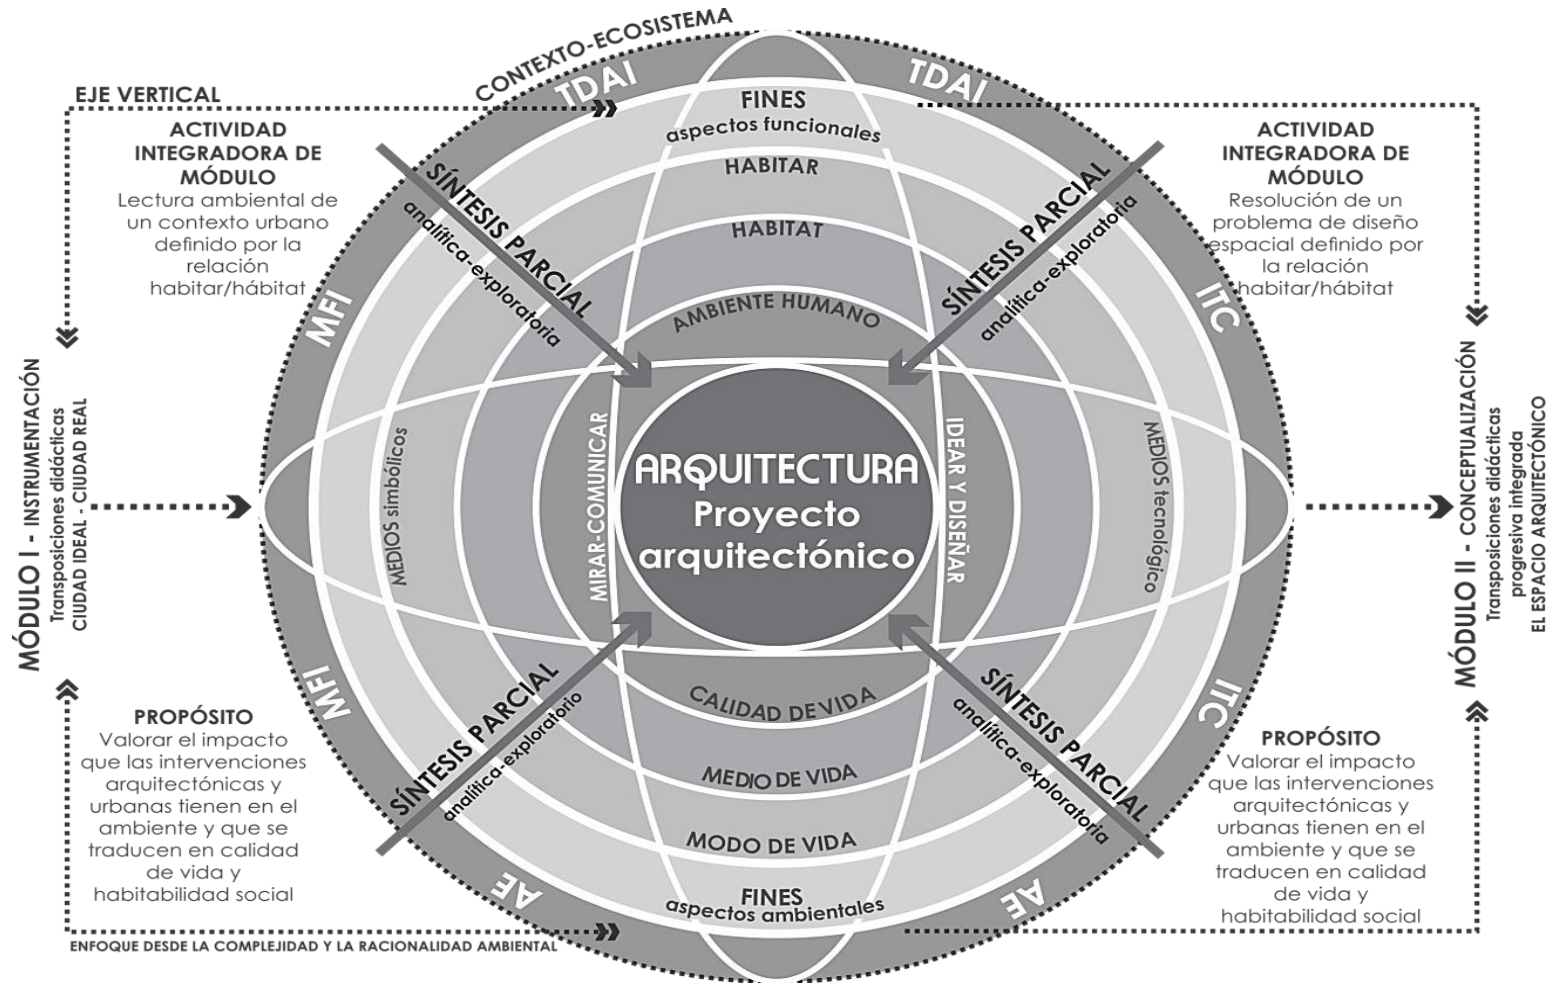 CONTEXTO-ECOSISTEMA
EJE VERTICAL
ACTIVIDAD
INTEGRADORA DE
MÓDULO
Lectura ambiental de
un contexto urbano
definido por la
relación
habitar/hábitat
MÓDULO I - INSTRUMENTACIÓN
Transposiciones didácticas
CIUDAD IDEAL - CIUDAD REAL
PROPÓSITO
Valorar el impacto
que las intervenciones
arquitectónicas y
urbanas tienen en el
ambiente y que se
traducen en calidad
de vida y
habitabilidad social
ENFOQUE DESDE LA COMPLEJIDAD Y LA RACIONALIDAD AMBIENTAL
TDAI
TDAI
MFI
ITC
MFI
ITC
AE
AE
FINES
aspectos funcionales
HABITAR
HABITAT
AMBIENTE HUMANO
SÍNTESIS PARCIAL
analítica-exploratoria
SÍNTESIS PARCIAL
analítica-exploratoria
MEDIOS simbólicos
MIRAR-COMUNICAR
ARQUITECTURA
Proyecto
arquitectónico
IDEAR Y DISEÑAR
MEDIOS tecnológico
SÍNTESIS PARCIAL
analítica-exploratorio
SÍNTESIS PARCIAL
analítica-exploratoria
CALIDAD DE VIDA
MEDIO DE VIDA
MODO DE VIDA
FINES
aspectos ambientales
ACTIVIDAD
INTEGRADORA DE
MÓDULO
Resolución de un
problema de diseño
espacial definido por
la relación
habitar/hábitat
MÓDULO II - CONCEPTUALIZACIÓN
Transposiciones didácticas
progresiva integrada
EL ESPACIO ARQUITECTÓNICO
PROPÓSITO
Valorar el impacto
que las intervenciones
arquitectónicas y
urbanas tienen en el
ambiente y que se
traducen en calidad
de vida y
habitabilidad social